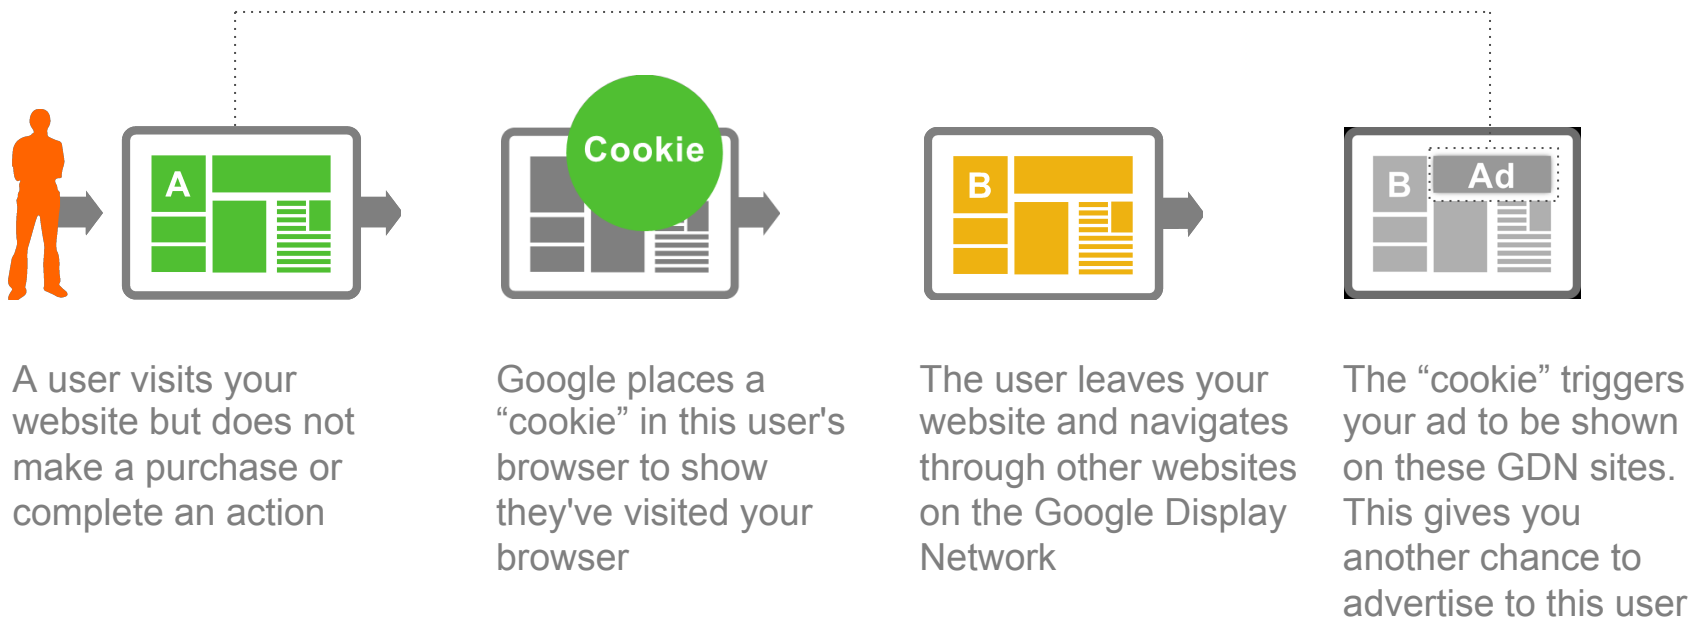 A
Cookie
B
B
Ad
A user visits your
website but does not
make a purchase or
complete an action
Google places a
“cookie” in this user's
browser to show
they've visited your
browser
The user leaves your
website and navigates
through other websites
on the Google Display
Network
The “cookie” triggers
your ad to be shown
on these GDN sites.
This gives you
another chance to
advertise to this user